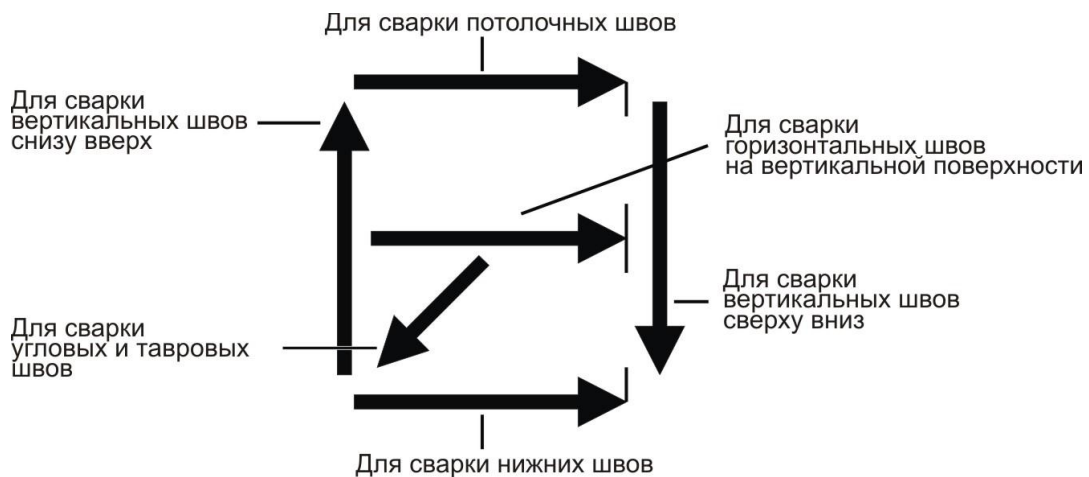 Для сварки потолочных швов
Для сварки
вертикальных швов
снизу вверх
Для сварки
горизонтальных швов
на вертикальной поверхности
Для сварки
вертикальных швов
сверху вниз
Для сварки
угловых и тавровых
швов
Для сварки нижних швов